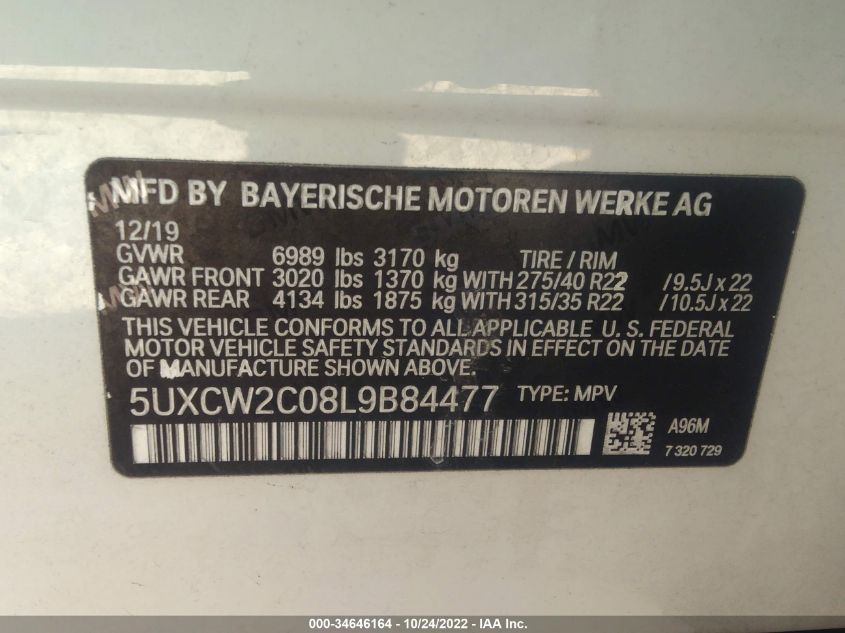 MFD BY BAYERISCHE MOTOREN WERKE AG
12/19
GVWR 6989 lbs 3170 kg TIRE / RIM
GAWR FRONT 3020 lbs 1370 kg WITH 275/40 R22 / 9.5J x 22
GAWR REAR 4134 lbs 1875 kg WITH 315/35 R22 / 10.5J x 22
THIS VEHICLE CONFORMS TO ALL APPLICABLE U. S. FEDERAL
MOTOR VEHICLE SAFETY STANDARDS IN EFFECT ON THE DATE
OF MANUFACTURE SHOWN ABOVE.
5UXCW2C08L9B84477 TYPE: MPV
A96M
7 320 729
000-34646164 - 10/24/2022 - IAA Inc.